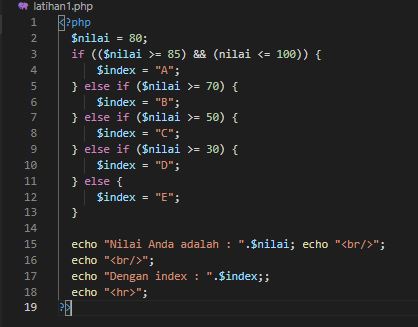 latihan1.php
1 <?php
2 $nilai = 80;
3 if (($nilai >= 85) && (nilai <= 100)) {
4 $index = "A";
5 } else if ($nilai >= 70) {
6 $index = "B";
7 } else if ($nilai >= 50) {
8 $index = "C";
9 } else if ($nilai >= 30) {
10 $index = "D";
11 } else {
12 $index = "E";
13 }
14
15 echo "Nilai Anda adalah : ".$nilai; echo "<br/>";
16 echo "<br/>";
17 echo "Dengan index : ".$index;;
18 echo "<hr>";
19 ?>